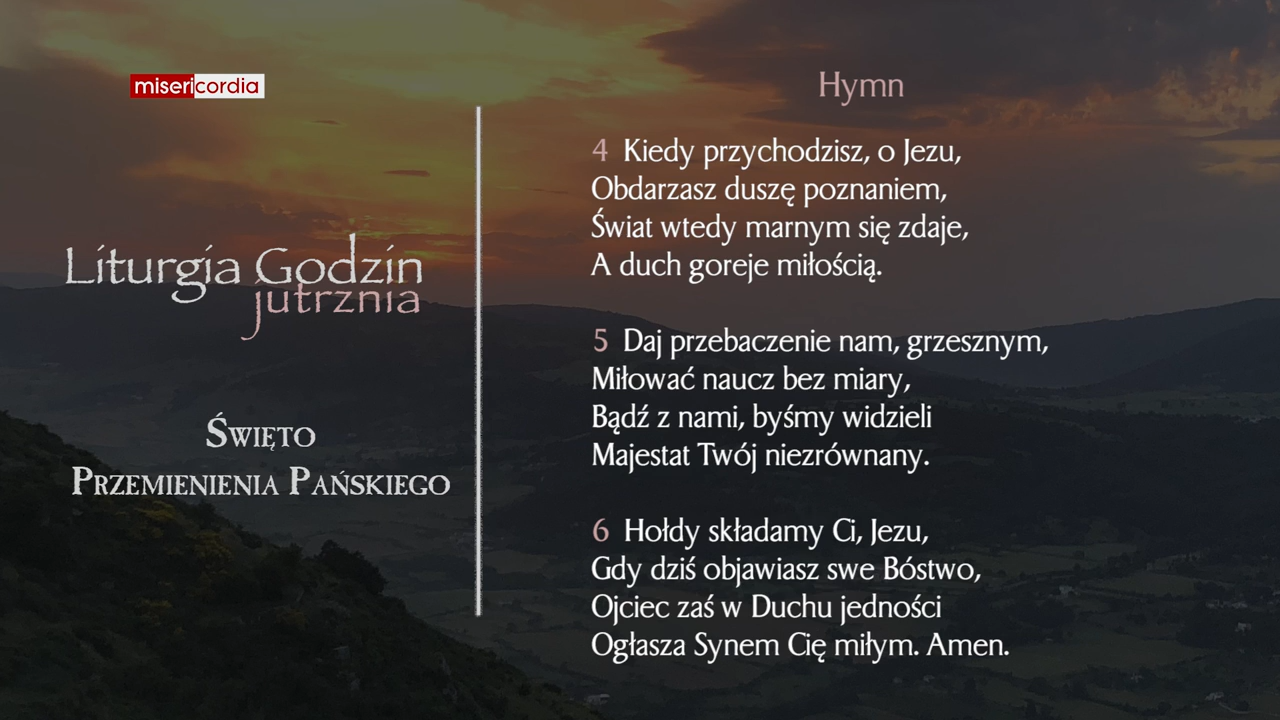 misericordia
Liturgia Godzin
jutrznia
Święto
Przemienienia Pańskiego
Hymn
4 Kiedy przychodzisz, o Jezu,
Obdarzasz duszę poznaniem,
Świat wtedy marnym się zdaje,
A duch goreje miłością.
5 Daj przebaczenie nam, grzesznym,
Miłować naucz bez miary,
Bądź z nami, byśmy widzieli
Majestat Twój niezrównany.
6 Hołdy składamy Ci, Jezu,
Gdy dziś objawiasz swe Bóstwo,
Ojciec zaś w Duchu jedności
Ogłasza Synem Cię miłym. Amen.